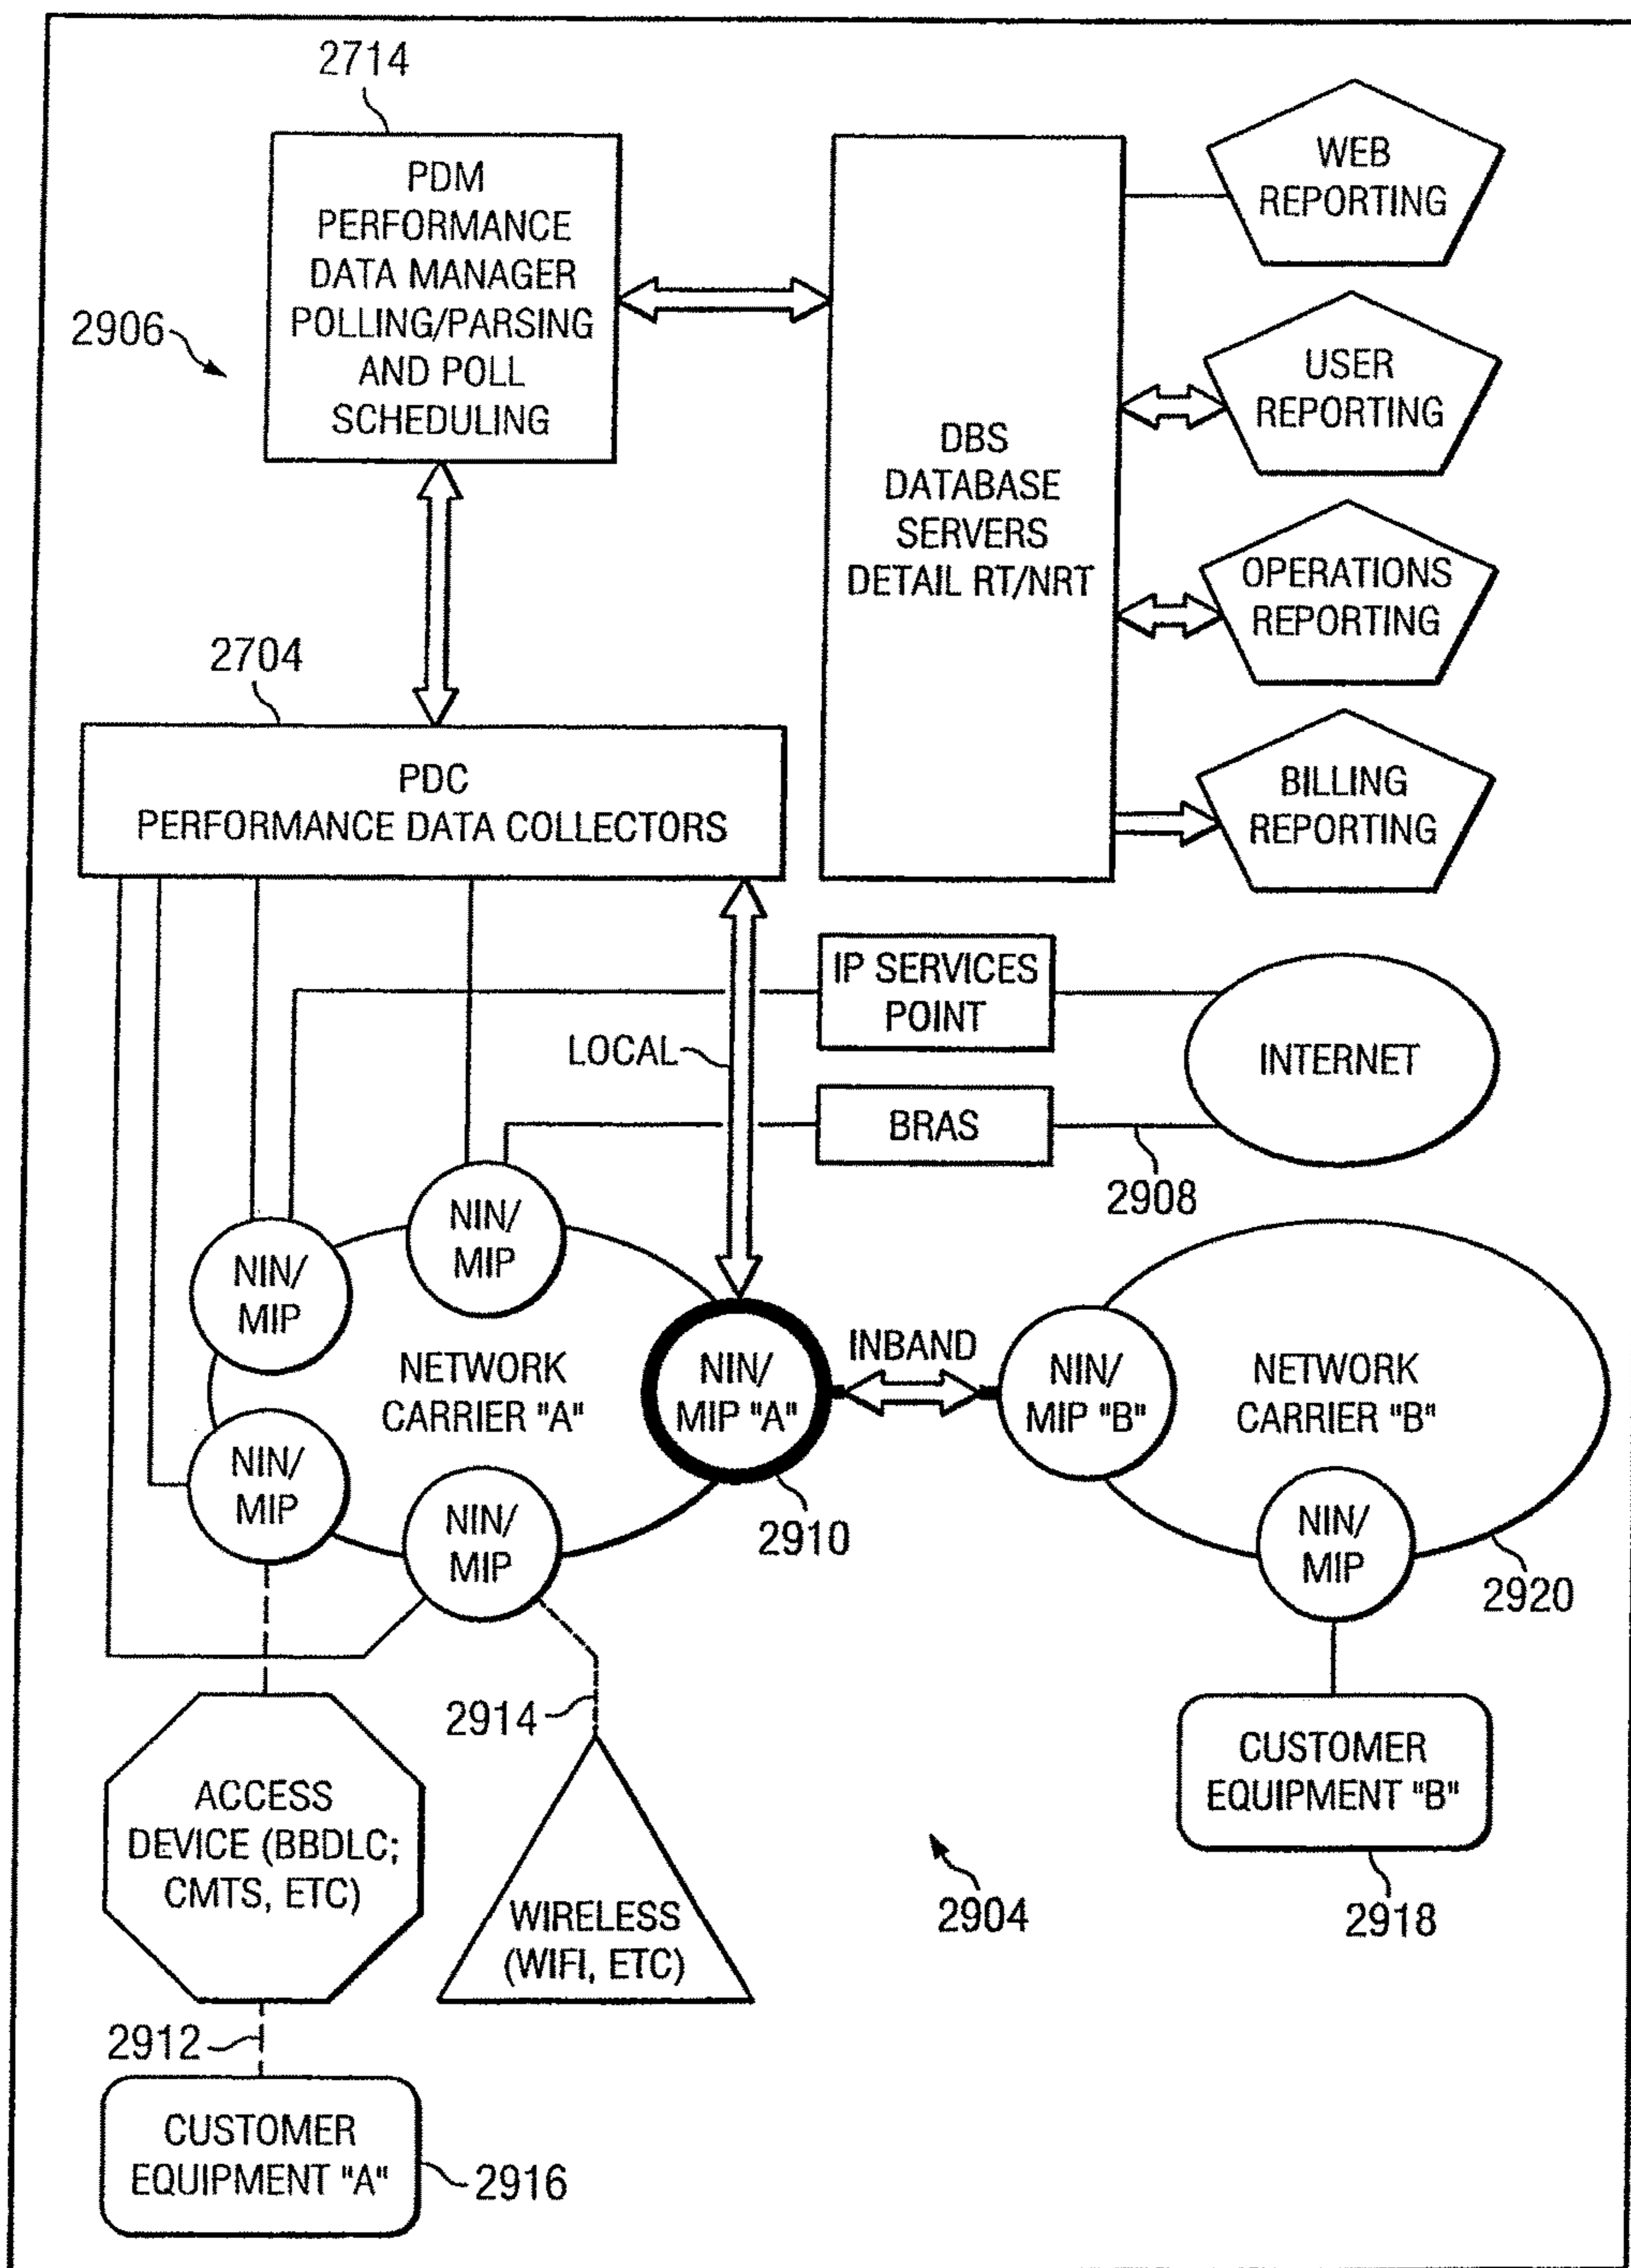 2714
PDM
PERFORMANCE
DATA MANAGER
POLLING/PARSING
AND POLL
SCHEDULING
2906
DBS
DATABASE
SERVERS
DETAIL RT/NRT
WEB
REPORTING
USER
REPORTING
OPERATIONS
REPORTING
BILLING
REPORTING
2704
PDC
PERFORMANCE DATA COLLECTORS
IP SERVICES
POINT
LOCAL
INTERNET
BRAS
2908
NIN/
MIP
NIN/
MIP
NETWORK
CARRIER "A"
NIN/
MIP "A"
INBAND
NIN/
MIP "B"
NETWORK
CARRIER "B"
NIN/
MIP
NIN/
MIP
2910
NIN/
MIP
2920
2914
ACCESS
DEVICE (BBDLC;
CMTS, ETC)
WIRELESS
(WIFI, ETC)
CUSTOMER
EQUIPMENT "B"
2904
2918
2912
CUSTOMER
EQUIPMENT "A"
2916